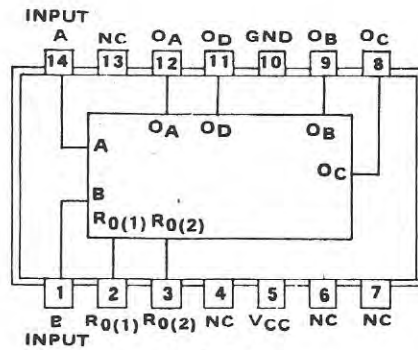 INPUT
A NC OA OD GND OB OC
14 13 12 11 10 9 8
OA OD OB
A
OC
B
R0(1) R0(2)
1 2 3 4 5 6 7
B R0(1) R0(2) NC VCC NC NC
INPUT